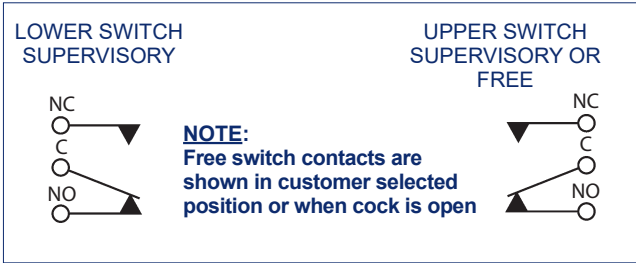 LOWER SWITCH
SUPERVISORY
UPPER SWITCH
SUPERVISORY OR
FREE
NC
C
NO
NOTE:
Free switch contacts are
shown in customer selected
position or when cock is open
NC
C
NO